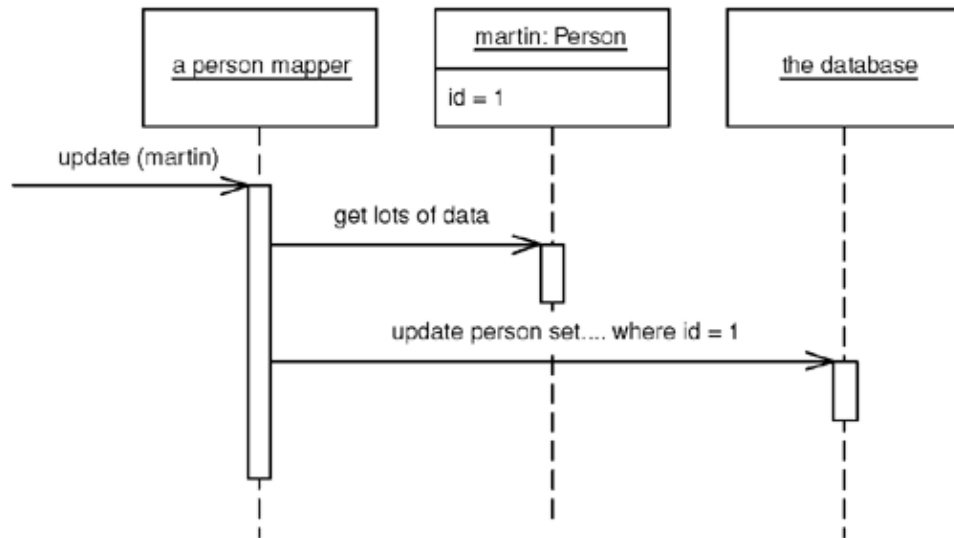 a person mapper
martin: Person
id = 1
the database
update (martin)
get lots of data
update person set.... where id = 1